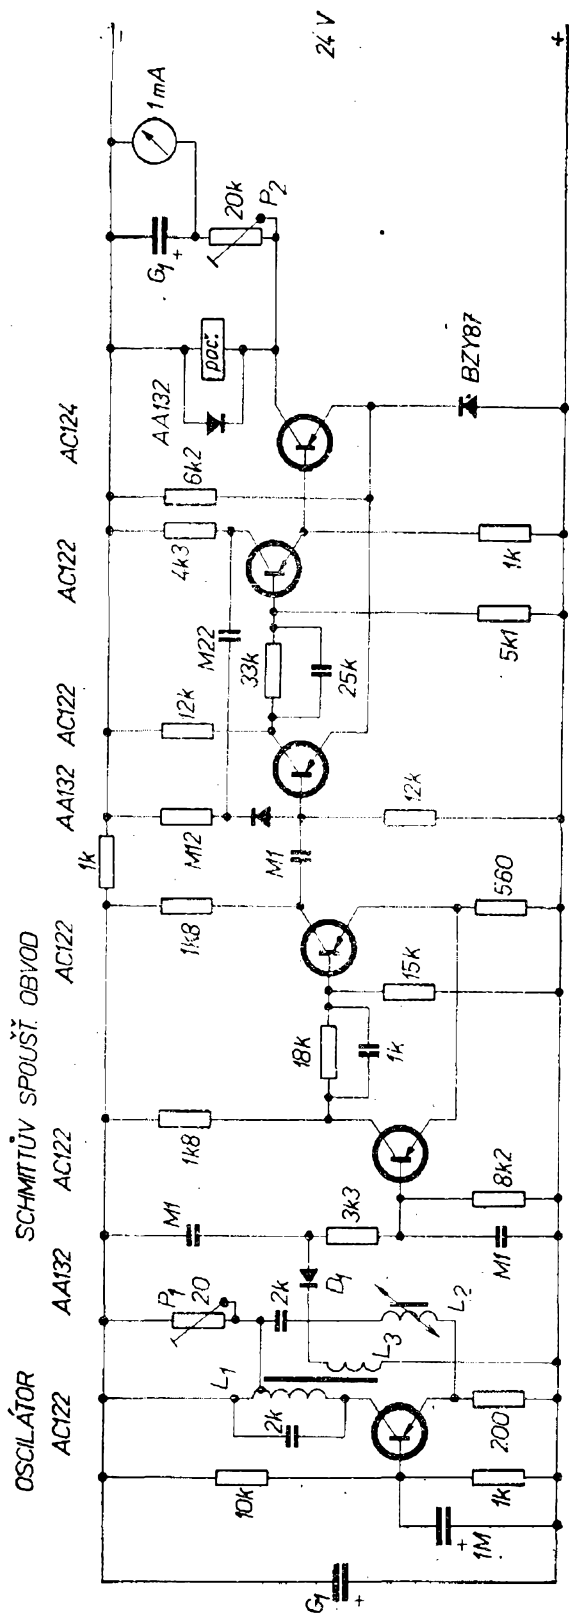 OSCILÁTOR
SCHMITTŮV SPOUŠŤ. OBVOD
AC122
AA132
AC122
AC122
AA132
AC122
AC122
AC124
G1
+
10k
1M
+
1k
L1
2k
200
P1
20
2k
L3
L2
D1
M1
3k3
M1
8k2
1k8
18k
1k
15k
1k8
560
1k
M1
M12
12k
12k
33k
25k
M22
5k1
4k3
1k
6k2
AA132
poč.
BZY87
G1
+
20k
P2
1mA
-
24V
+